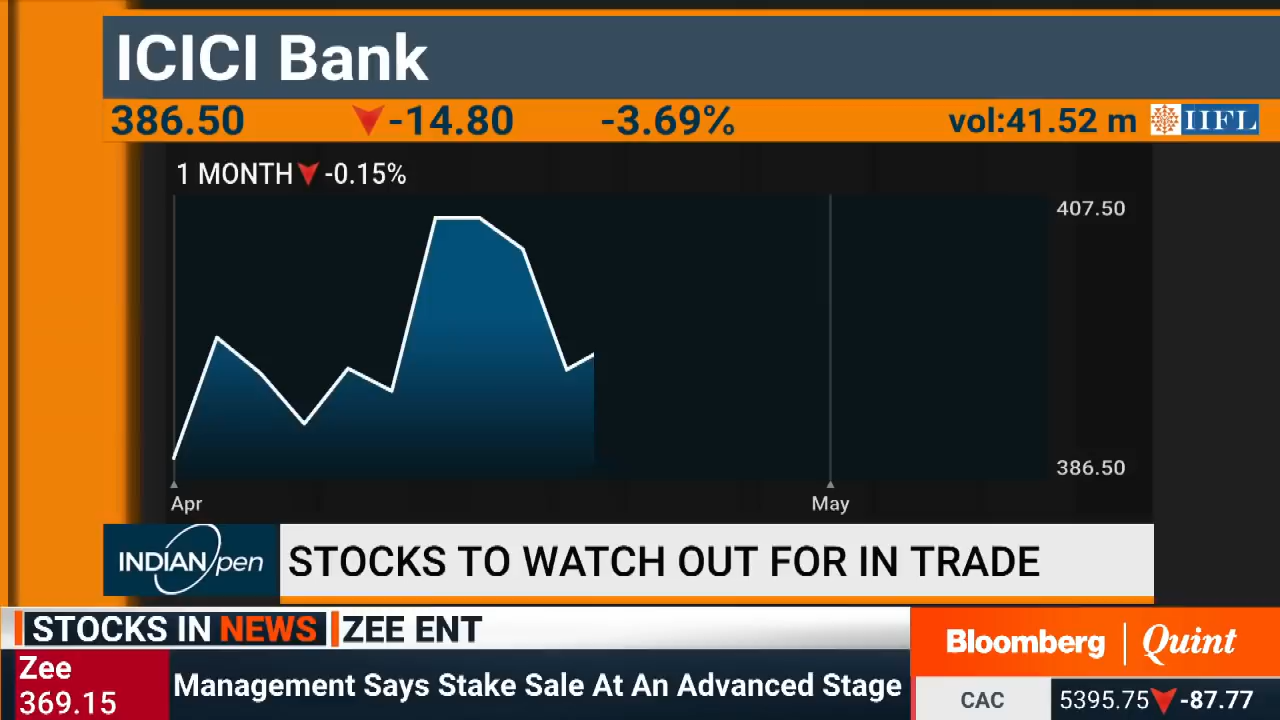 ICICI Bank
386.50 -14.80 -3.69% vol:41.52 m IIFL
1 MONTH -0.15%
407.50
386.50
Apr May
INDIAN Open STOCKS TO WATCH OUT FOR IN TRADE
STOCKS IN NEWS ZEE ENT
Zee
369.15
Management Says Stake Sale At An Advanced Stage
Bloomberg | Quint
CAC 5395.75 -87.77